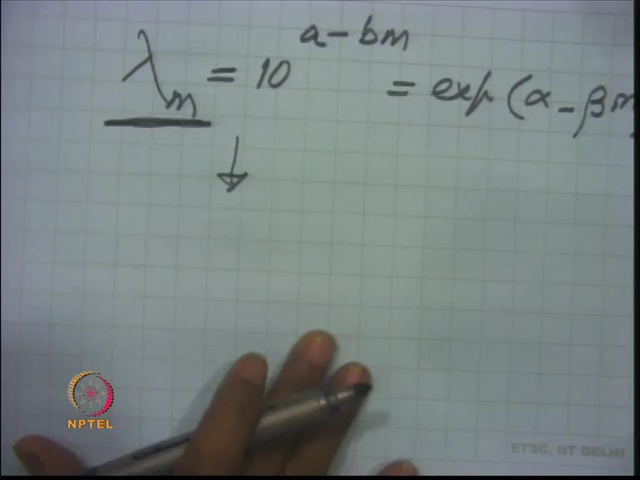 λm = 10^a-bm = exp(α-βm
NPTEL
ETSC, IIT DELHI